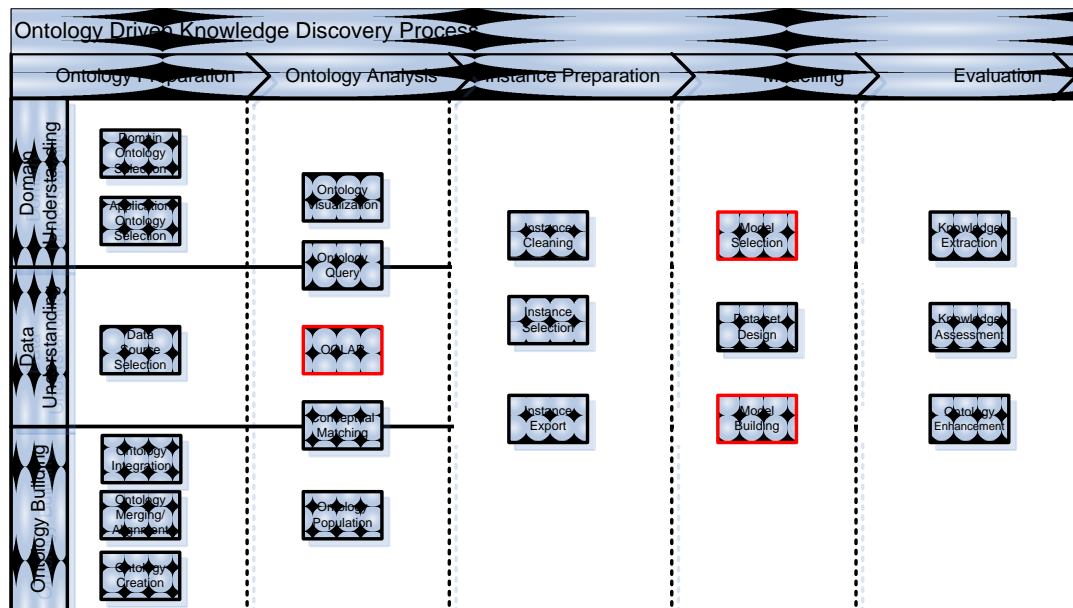 Ontology Driven Knowledge Discovery Process
Ontology Preparation
Ontology Analysis
Instance Preparation
Modelling
Evaluation
Domain
Understanding
Data
Understanding
Ontology Building
Domain
Ontology
Selection
Application
Ontology
Selection
Data
Source
Selection
Ontology
Integration
Ontology
Merging/
Alignment
Ontology
Creation
Ontology
Visualization
Ontology
Query
OOLAP
Conceptual
Matching
Ontology
Population
Instance
Cleaning
Instance
Selection
Instance
Export
Model
Selection
Data set
Design
Model
Building
Knowledge
Extraction
Knowledge
Assessment
Ontology
Enhancement